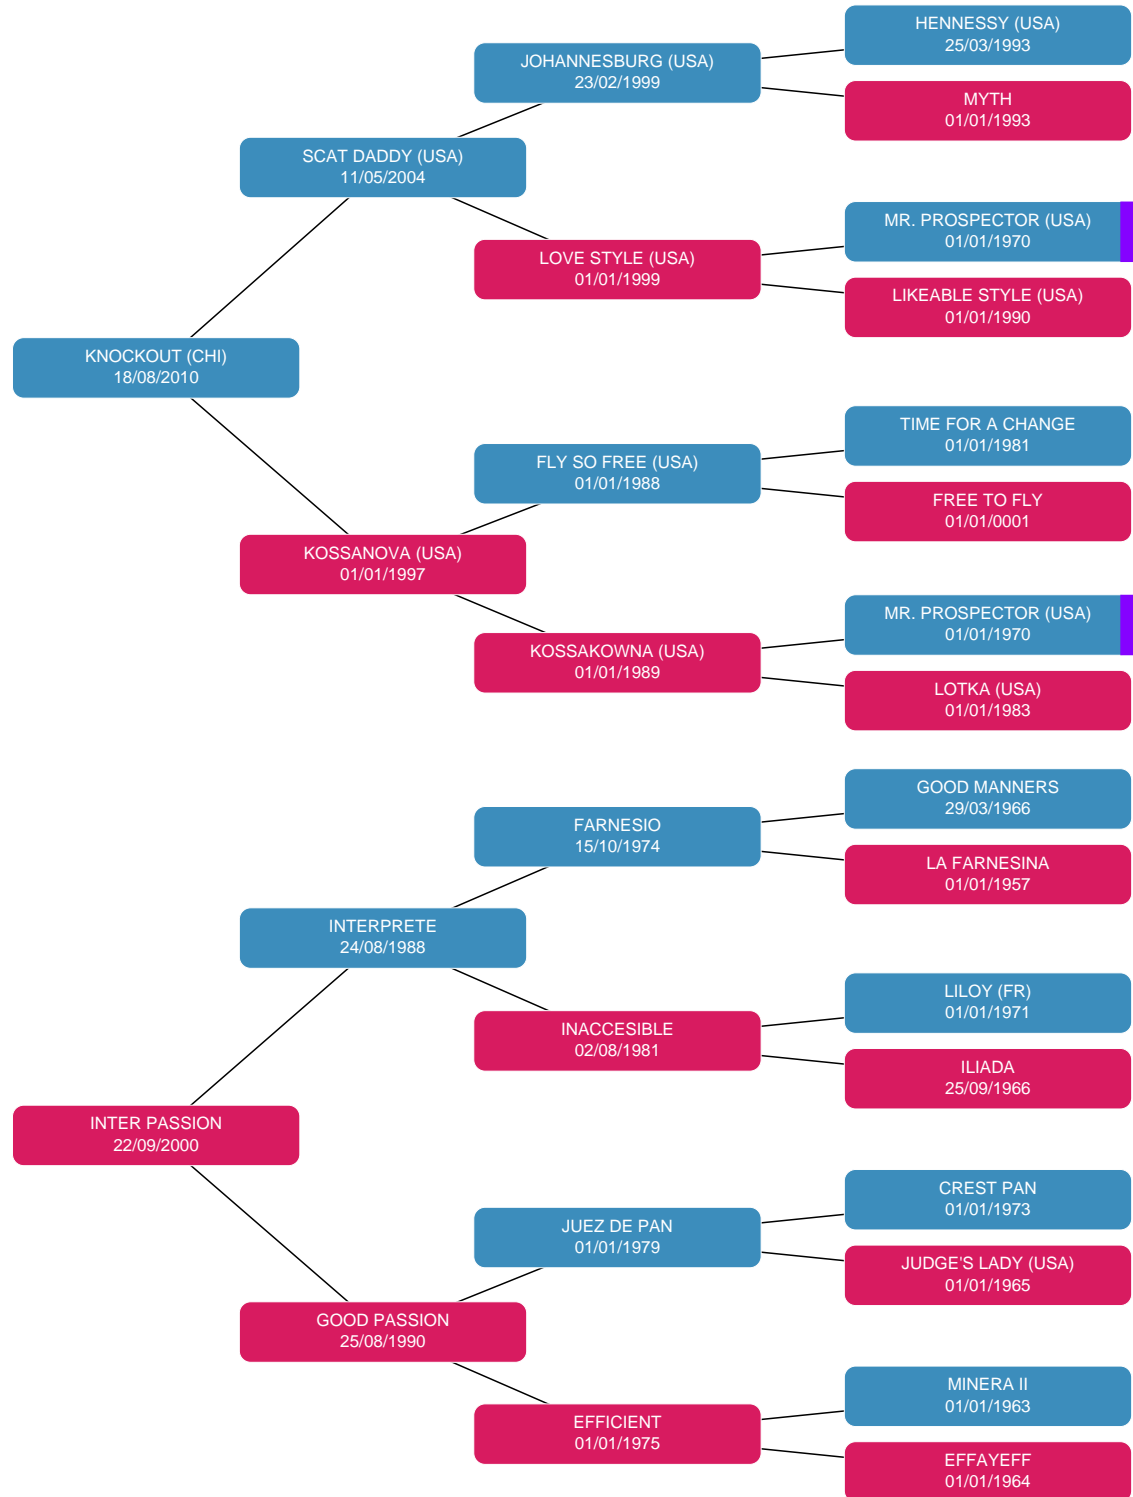 HENNESSY (USA)
25/03/1993
JOHANNESBURG (USA)
23/02/1999
MYTH
01/01/1993
SCAT DADDY (USA)
11/05/2004
MR. PROSPECTOR (USA)
01/01/1970
LOVE STYLE (USA)
01/01/1999
LIKEABLE STYLE (USA)
01/01/1990
KNOCKOUT (CHI)
18/08/2010
TIME FOR A CHANGE
01/01/1981
FLY SO FREE (USA)
01/01/1988
FREE TO FLY
01/01/0001
KOSSANOVA (USA)
01/01/1997
MR. PROSPECTOR (USA)
01/01/1970
KOSSAKOWNA (USA)
01/01/1989
LOTKA (USA)
01/01/1983
GOOD MANNERS
29/03/1966
FARNESIO
15/10/1974
LA FARNESINA
01/01/1957
INTERPRETE
24/08/1988
LILOY (FR)
01/01/1971
INACCESIBLE
02/08/1981
ILIADA
25/09/1966
INTER PASSION
22/09/2000
CREST PAN
01/01/1973
JUEZ DE PAN
01/01/1979
JUDGE'S LADY (USA)
01/01/1965
GOOD PASSION
25/08/1990
MINERA II
01/01/1963
EFFICIENT
01/01/1975
EFFAYEFF
01/01/1964